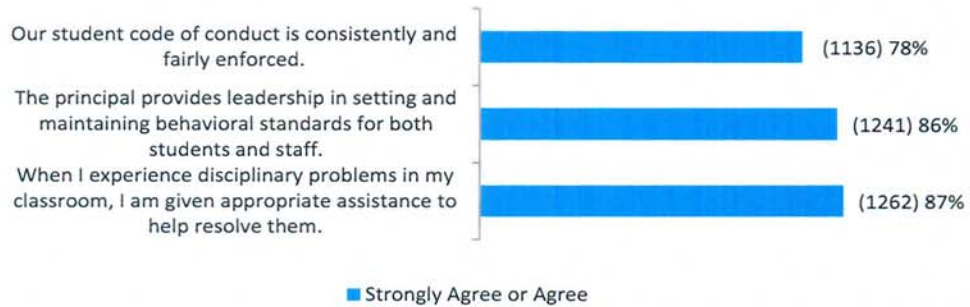 Our student code of conduct is consistently and
fairly enforced.
(1136) 78%
The principal provides leadership in setting and
maintaining behavioral standards for both
students and staff.
(1241) 86%
When I experience disciplinary problems in my
classroom, I am given appropriate assistance to
help resolve them.
(1262) 87%
Strongly Agree or Agree